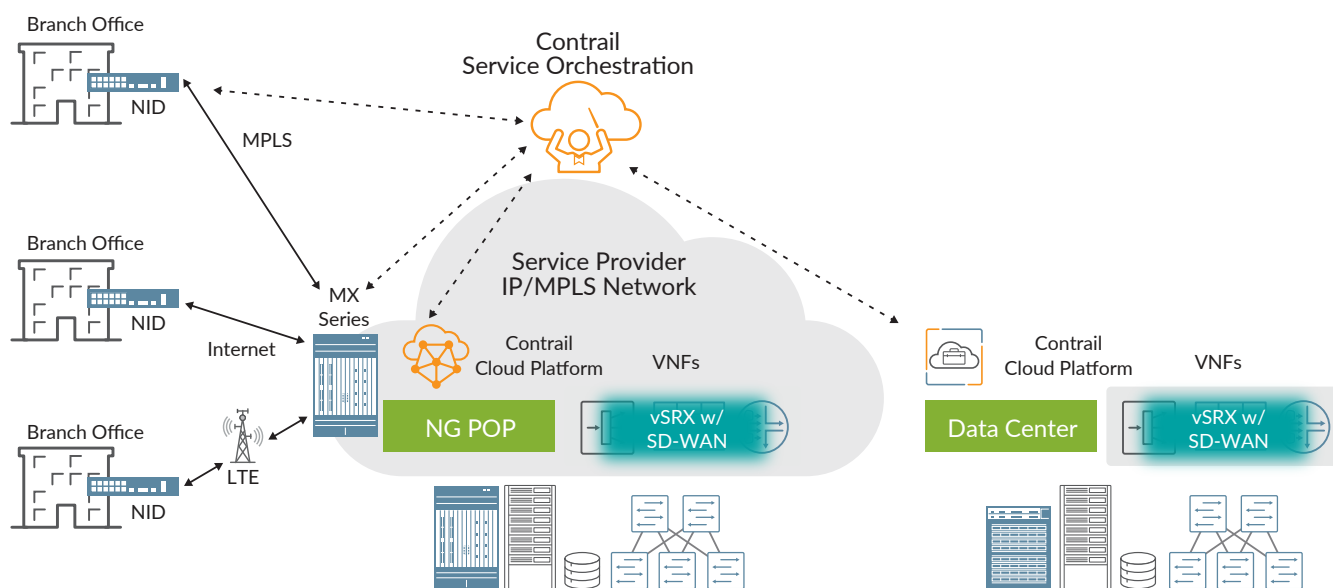 Branch Office
NID
MPLS
Contrail
Service Orchestration
Branch Office
NID
Internet
MX
Series
Service Provider
IP/MPLS Network
Contrail
Cloud Platform
VNFs
NG POP
vSRX w/
SD-WAN
Contrail
Cloud Platform
VNFs
Data Center
vSRX w/
SD-WAN
Branch Office
NID
LTE